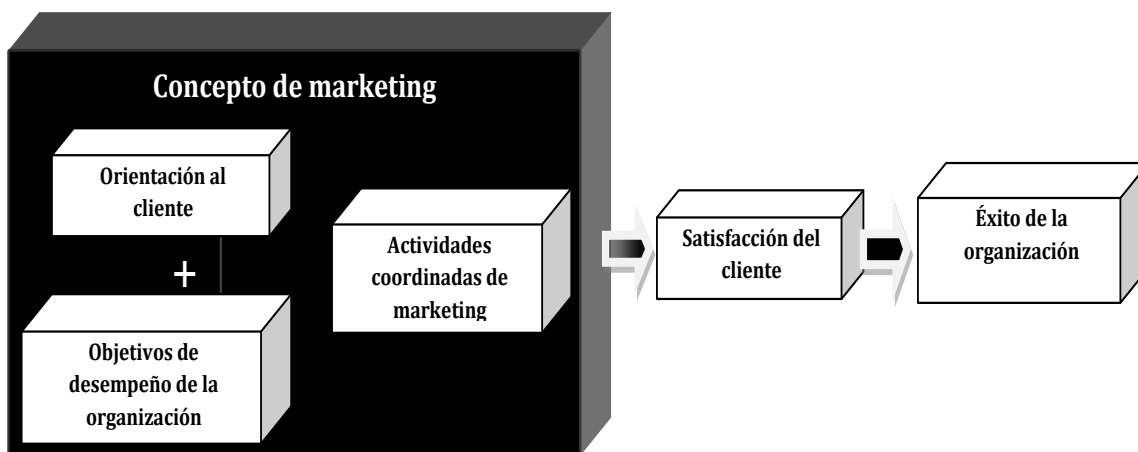 Concepto de marketing
Orientación al
cliente
+
Objetivos de
desempeño de la
organización
Actividades
coordinadas de
marketing
Satisfacción del
cliente
Éxito de la
organización